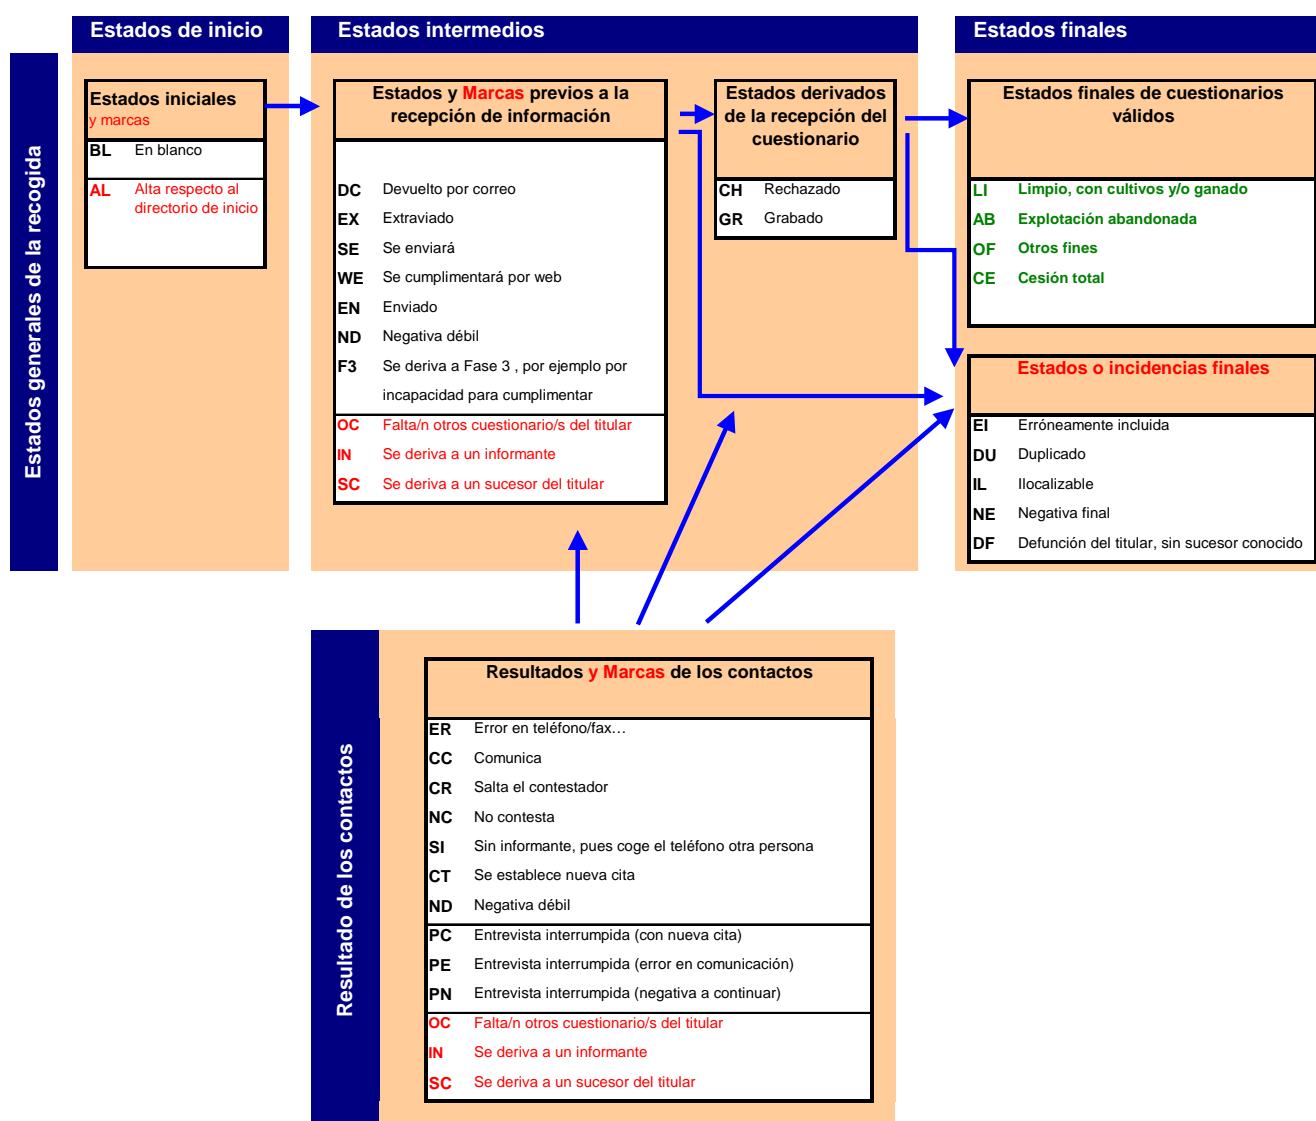 Estados de inicio
Estados intermedios
Estados finales
Estados generales de la recogida
Estados iniciales
y marcas
BL En blanco
AL Alta respecto al
directorio de inicio
Estados y Marcas previos a la
recepción de información
DC Devuelto por correo
EX Extraviado
SE Se enviará
WE Se cumplimentará por web
EN Enviado
ND Negativa débil
F3 Se deriva a Fase 3 , por ejemplo por
incapacidad para cumplimentar
OC Falta/n otros cuestionario/s del titular
IN Se deriva a un informante
SC Se deriva a un sucesor del titular
Estados derivados
de la recepción del
cuestionario
CH Rechazado
GR Grabado
Estados finales de cuestionarios
válidos
LI Limpio, con cultivos y/o ganado
AB Explotación abandonada
OF Otros fines
CE Cesión total
Estados o incidencias finales
EI Erróneamente incluida
DU Duplicado
IL Ilocalizable
NE Negativa final
DF Defunción del titular, sin sucesor conocido
Resultado de los contactos
Resultados y Marcas de los contactos
ER Error en teléfono/fax…
CC Comunica
CR Salta el contestador
NC No contesta
SI Sin informante, pues coge el teléfono otra persona
CT Se establece nueva cita
ND Negativa débil
PC Entrevista interrumpida (con nueva cita)
PE Entrevista interrumpida (error en comunicación)
PN Entrevista interrumpida (negativa a continuar)
OC Falta/n otros cuestionario/s del titular
IN Se deriva a un informante
SC Se deriva a un sucesor del titular